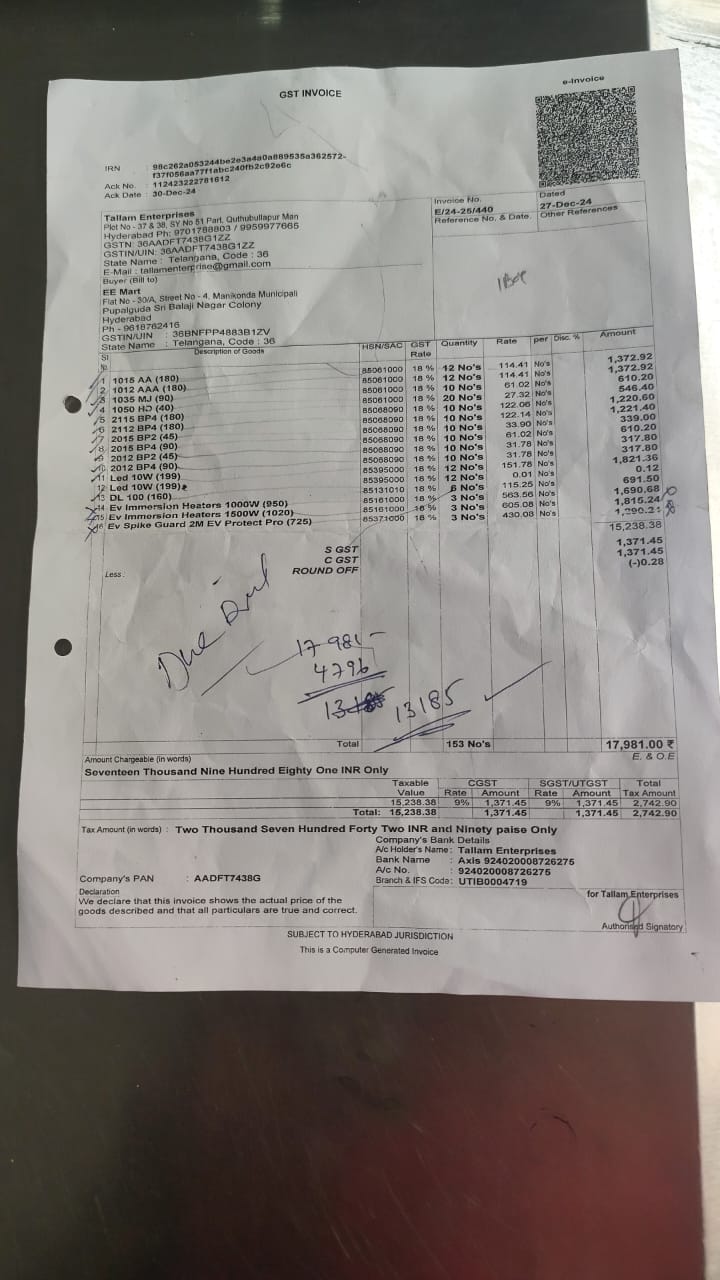 e-Invoice
GST INVOICE
IRN : 98c262a053244be2e3a4a0a889535a362572-
f37f056aa77f1abc240fb2c92e6c
Ack No. : 112423222781612
Ack Date : 30-Dec-24
Tallam Enterprises
Plot No - 37 & 38, SY No 51 Part, Quthubullapur Man
Hyderabad Ph: 9701788803 / 9959977665
GSTN: 36AADFT7438G1ZZ
GSTIN/UIN: 36AADFT7438G1ZZ
State Name : Telangana, Code : 36
E-Mail : tallamenterprise@gmail.com
Invoice No. Dated
E/24-25/440 27-Dec-24
Reference No. & Date. Other References
Buyer (Bill to)
EE Mart
Flat No - 30/A, Street No - 4, Manikonda Municipali
Pupalguda Sri Balaji Nagar Colony
Hyderabad
Ph - 9618762416
GSTIN/UIN : 36BNFPP4883B1ZV
State Name : Telangana, Code : 36
Sl No. Description of Goods HSN/SAC GST Rate Quantity Rate per Disc. % Amount
1 1015 AA (180) 85061000 18 % 12 No's 114.41 No's 1,372.92
2 1012 AAA (180) 85061000 18 % 12 No's 114.41 No's 1,372.92
3 1035 MJ (90) 85061000 18 % 10 No's 61.02 No's 610.20
4 1050 HD (40) 85068090 18 % 20 No's 27.32 No's 546.40
5 2115 BP4 (180) 85068090 18 % 10 No's 122.06 No's 1,220.60
6 2112 BP4 (180) 85068090 18 % 10 No's 122.14 No's 1,221.40
7 2015 BP2 (45) 85068090 18 % 10 No's 33.90 No's 339.00
8 2015 BP4 (90) 85068090 18 % 10 No's 61.02 No's 610.20
9 2012 BP2 (45) 85068090 18 % 10 No's 31.78 No's 317.80
10 2012 BP4 (90) 85068090 18 % 10 No's 31.78 No's 317.80
11 Led 10W (199) 85395000 18 % 12 No's 151.78 No's 1,821.36
12 Led 10W (199) 85395000 18 % 12 No's 0.01 No's 0.12
13 DL 100 (160) 85131010 18 % 6 No's 115.25 No's 691.50
14 Ev Immersion Heaters 1000W (950) 85161000 18 % 3 No's 563.56 No's 1,690.68
15 Ev Immersion Heaters 1500W (1020) 85161000 18 % 3 No's 605.08 No's 1,815.24
16 Ev Spike Guard 2M EV Protect Pro (725) 85371000 18 % 3 No's 430.08 No's 1,290.24
15,238.38
S GST 1,371.45
C GST 1,371.45
Less : ROUND OFF (-)0.28
Due
17981-
4796
13185
Total 153 No's 17,981.00 ₹
Amount Chargeable (in words) E. & O.E
Seventeen Thousand Nine Hundred Eighty One INR Only
Taxable Value CGST Rate Amount SGST/UTGST Rate Amount Total Tax Amount
15,238.38 9% 1,371.45 9% 1,371.45 2,742.90
Total: 15,238.38 1,371.45 1,371.45 2,742.90
Tax Amount (in words) : Two Thousand Seven Hundred Forty Two INR and Ninety paise Only
Company's Bank Details
A/c Holder's Name : Tallam Enterprises
Bank Name : Axis 924020008726275
A/c No. : 924020008726275
Branch & IFS Code : UTIB0004719
Company's PAN : AADFT7438G
Declaration
We declare that this invoice shows the actual price of the
goods described and that all particulars are true and correct.
for Tallam Enterprises
Authorised Signatory
SUBJECT TO HYDERABAD JURISDICTION
This is a Computer Generated Invoice